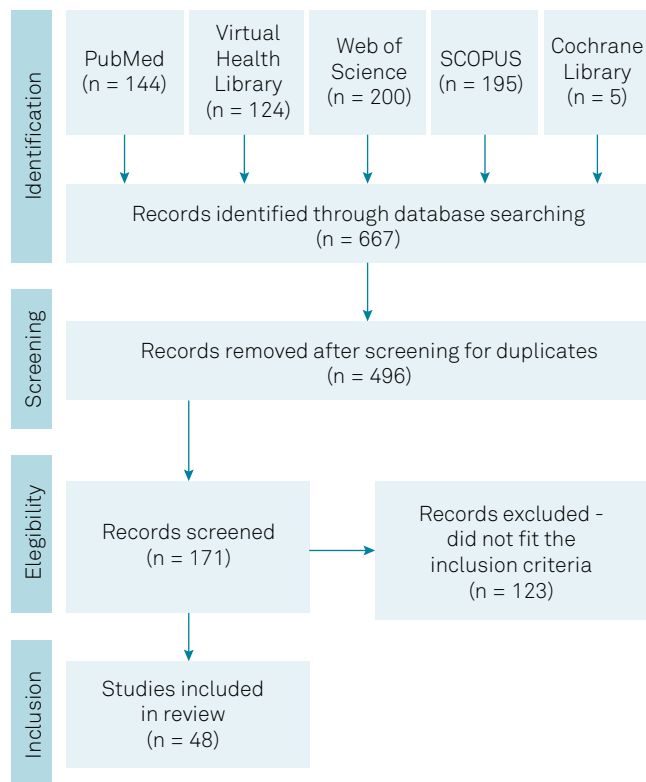 Identification
PubMed
(n = 144)
Virtual
Health
Library
(n = 124)
Web of
Science
(n = 200)
SCOPUS
(n = 195)
Cochrane
Library
(n = 5)
Records identified through database searching
(n = 667)
Screening
Records removed after screening for duplicates
(n = 496)
Elegibility
Records screened
(n = 171)
Records excluded -
did not fit the
inclusion criteria
(n = 123)
Inclusion
Studies included
in review
(n = 48)